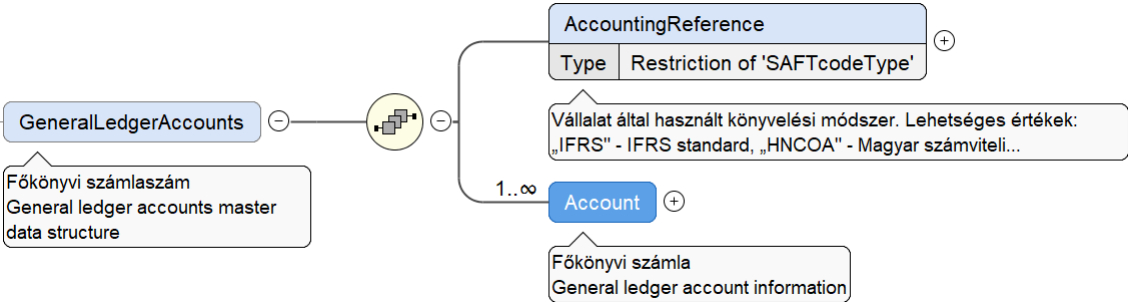 AccountingReference
Type Restriction of 'SAFTcodeType'
Vállalat által használt könyvelési módszer. Lehetséges értékek:
„IFRS" - IFRS standard, „HNCOA" - Magyar számviteli...
GeneralLedgerAccounts
Főkönyvi számlaszám
General ledger accounts master
data structure
1..∞
Account
Főkönyvi számla
General ledger account information